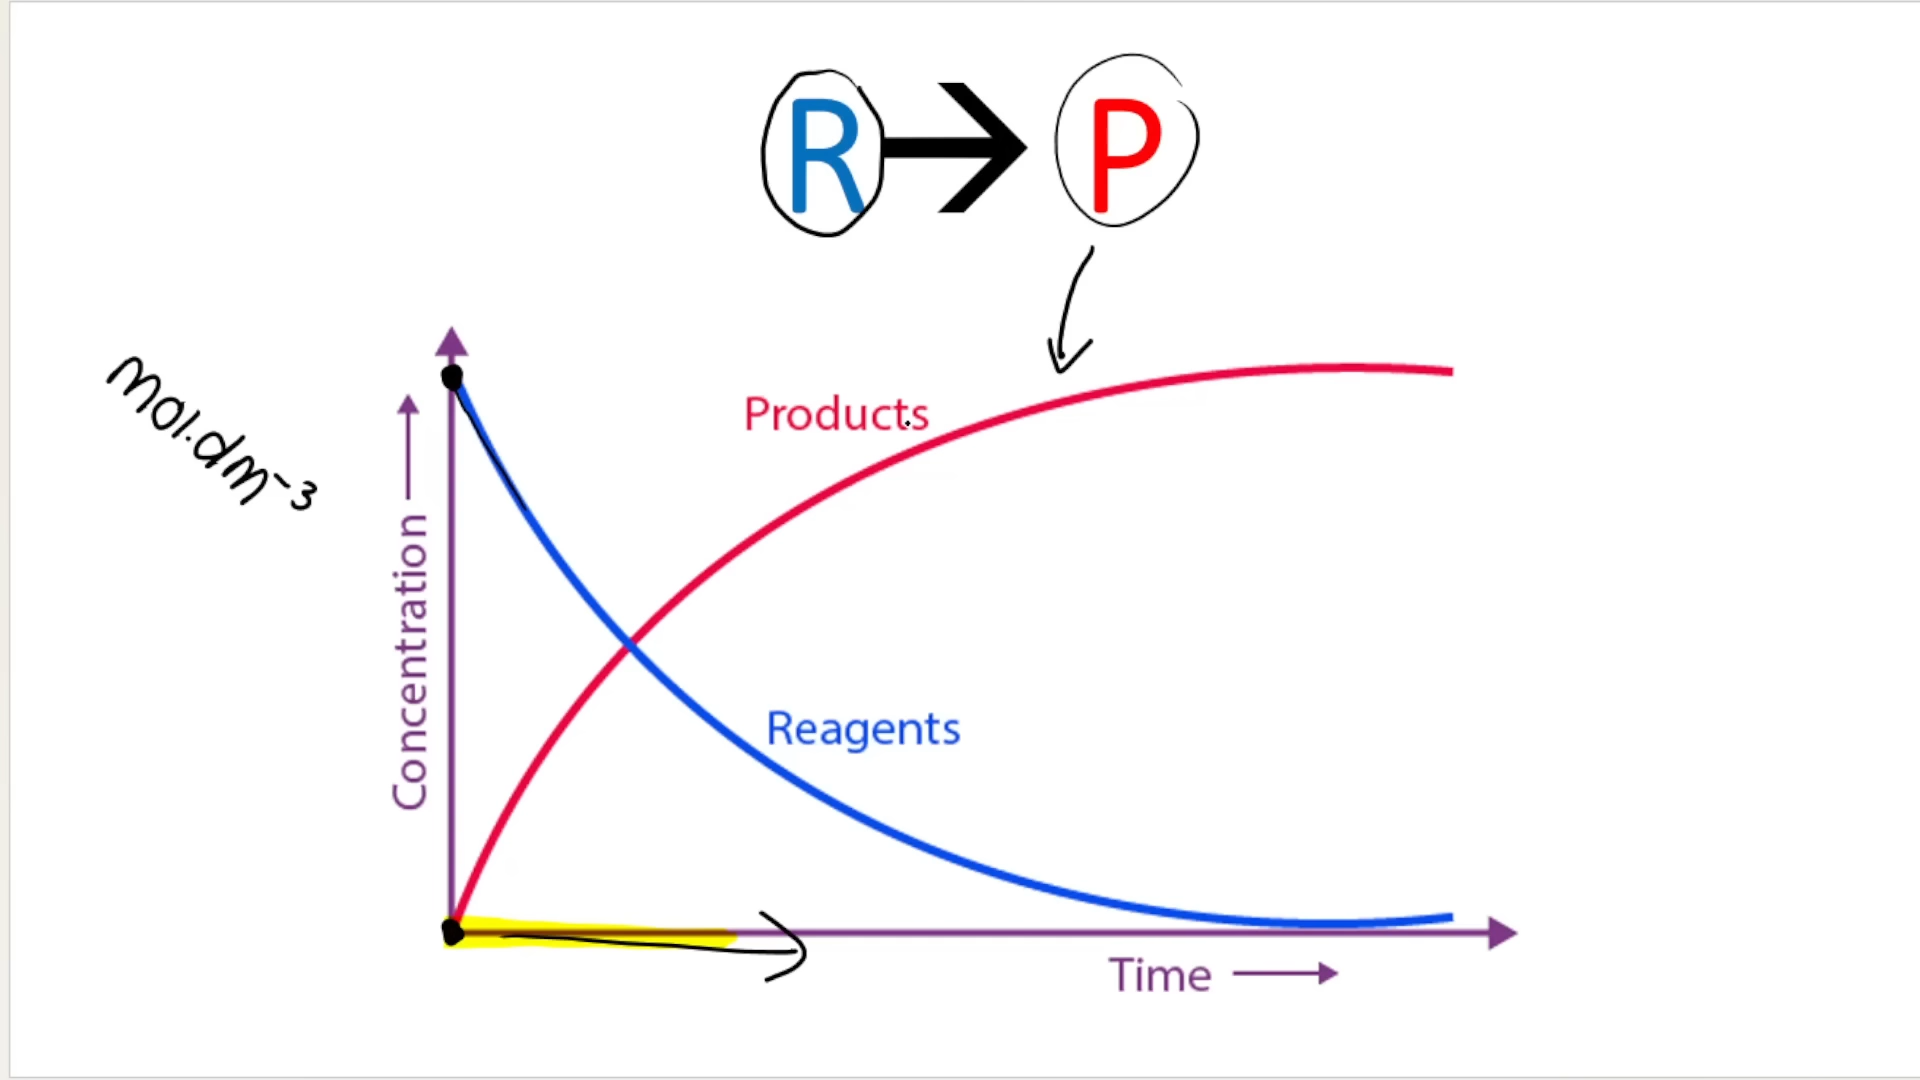 R → P
mol.dm⁻³
Products
Concentration
Reagents
Time